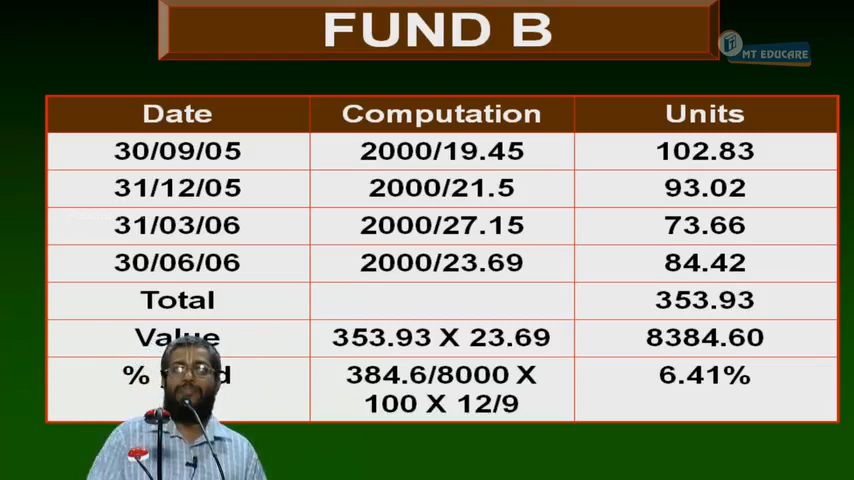 FUND B
MT EDUCARE
Date Computation Units
30/09/05 2000/19.45 102.83
31/12/05 2000/21.5 93.02
31/03/06 2000/27.15 73.66
30/06/06 2000/23.69 84.42
Total 353.93
Value 353.93 X 23.69 8384.60
% 384.6/8000 X 6.41%
100 X 12/9